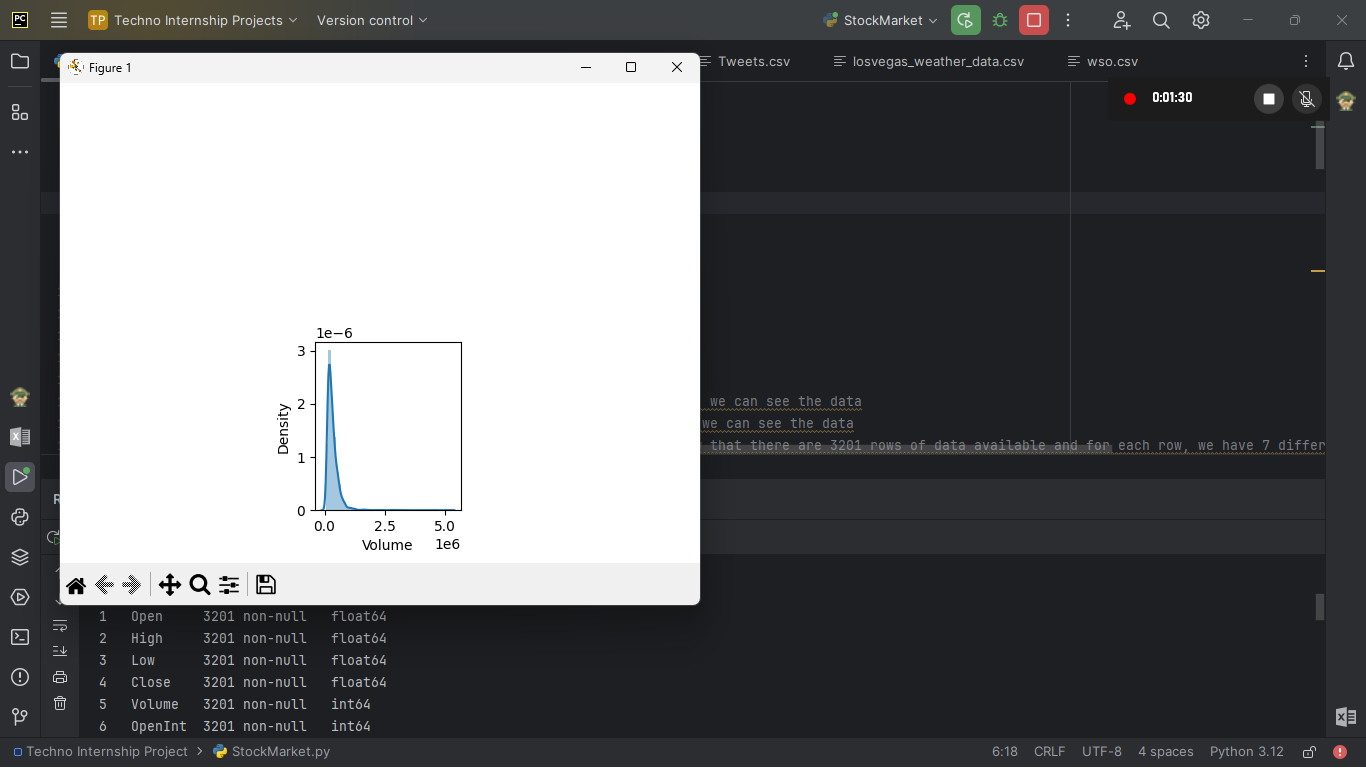 PC
TP Techno Internship Projects Version control StockMarket
Figure 1
Tweets.csv losvegas_weather_data.csv wso.csv
0:01:30
1e−6
3
2
1
0
Density
0.0 2.5 5.0
Volume 1e6
we can see the data
we can see the data
that there are 3201 rows of data available and for each row, we have 7 differ
R
1 Open 3201 non-null float64
2 High 3201 non-null float64
3 Low 3201 non-null float64
4 Close 3201 non-null float64
5 Volume 3201 non-null int64
6 OpenInt 3201 non-null int64
Techno Internship Project > StockMarket.py 6:18 CRLF UTF-8 4 spaces Python 3.12